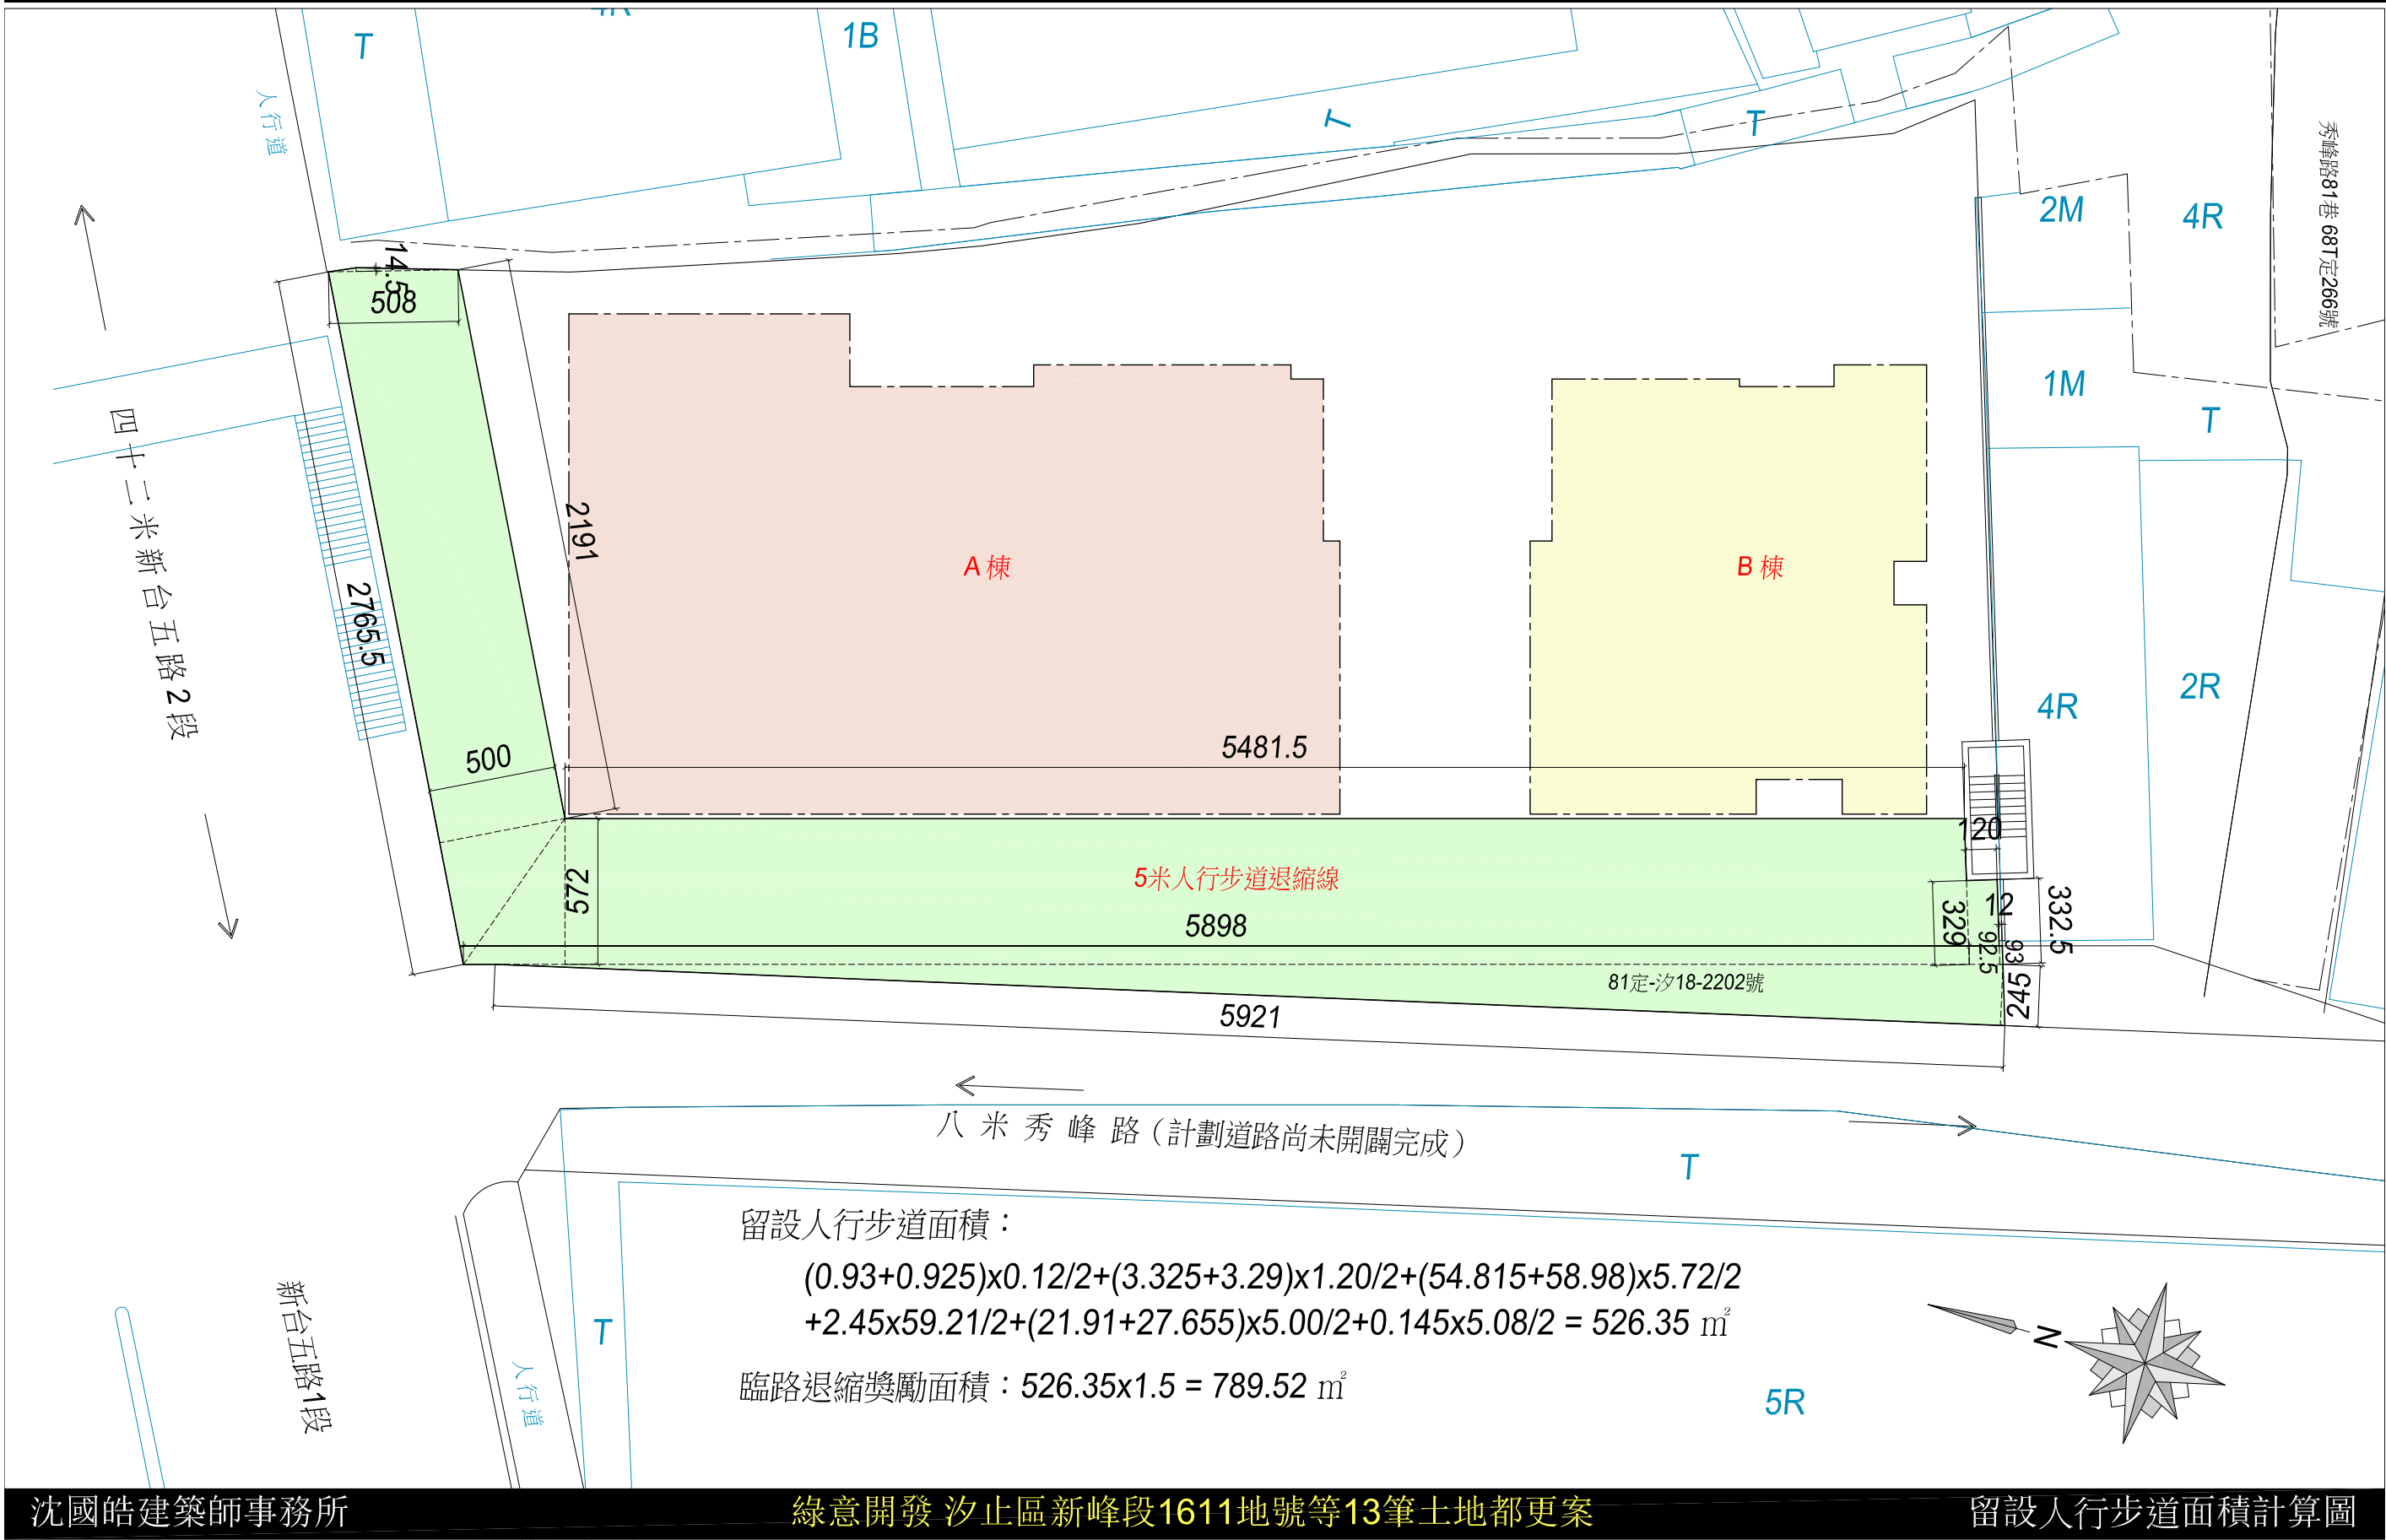 4R
T
1B
T
T
人行道
秀峰路81巷 68T定266號
2M
4R
14.5
508
1M
T
四十二米新台五路2段
2191
A棟
B棟
2765.5
4R
2R
500
5481.5
120
572
5米人行步道退縮線
5898
329
12
332.5
92.5
93
81定-汐18-2202號
245
5921
八米秀峰路(計劃道路尚未開闢完成)
T
留設人行步道面積：
(0.93+0.925)x0.12/2+(3.325+3.29)x1.20/2+(54.815+58.98)x5.72/2
+2.45x59.21/2+(21.91+27.655)x5.00/2+0.145x5.08/2 = 526.35 ㎡
臨路退縮獎勵面積：526.35x1.5 = 789.52 ㎡
新台五路1段
人行道
T
N
5R
沈國皓建築師事務所
綠意開發 汐止區新峰段1611地號等13筆土地都更案
留設人行步道面積計算圖